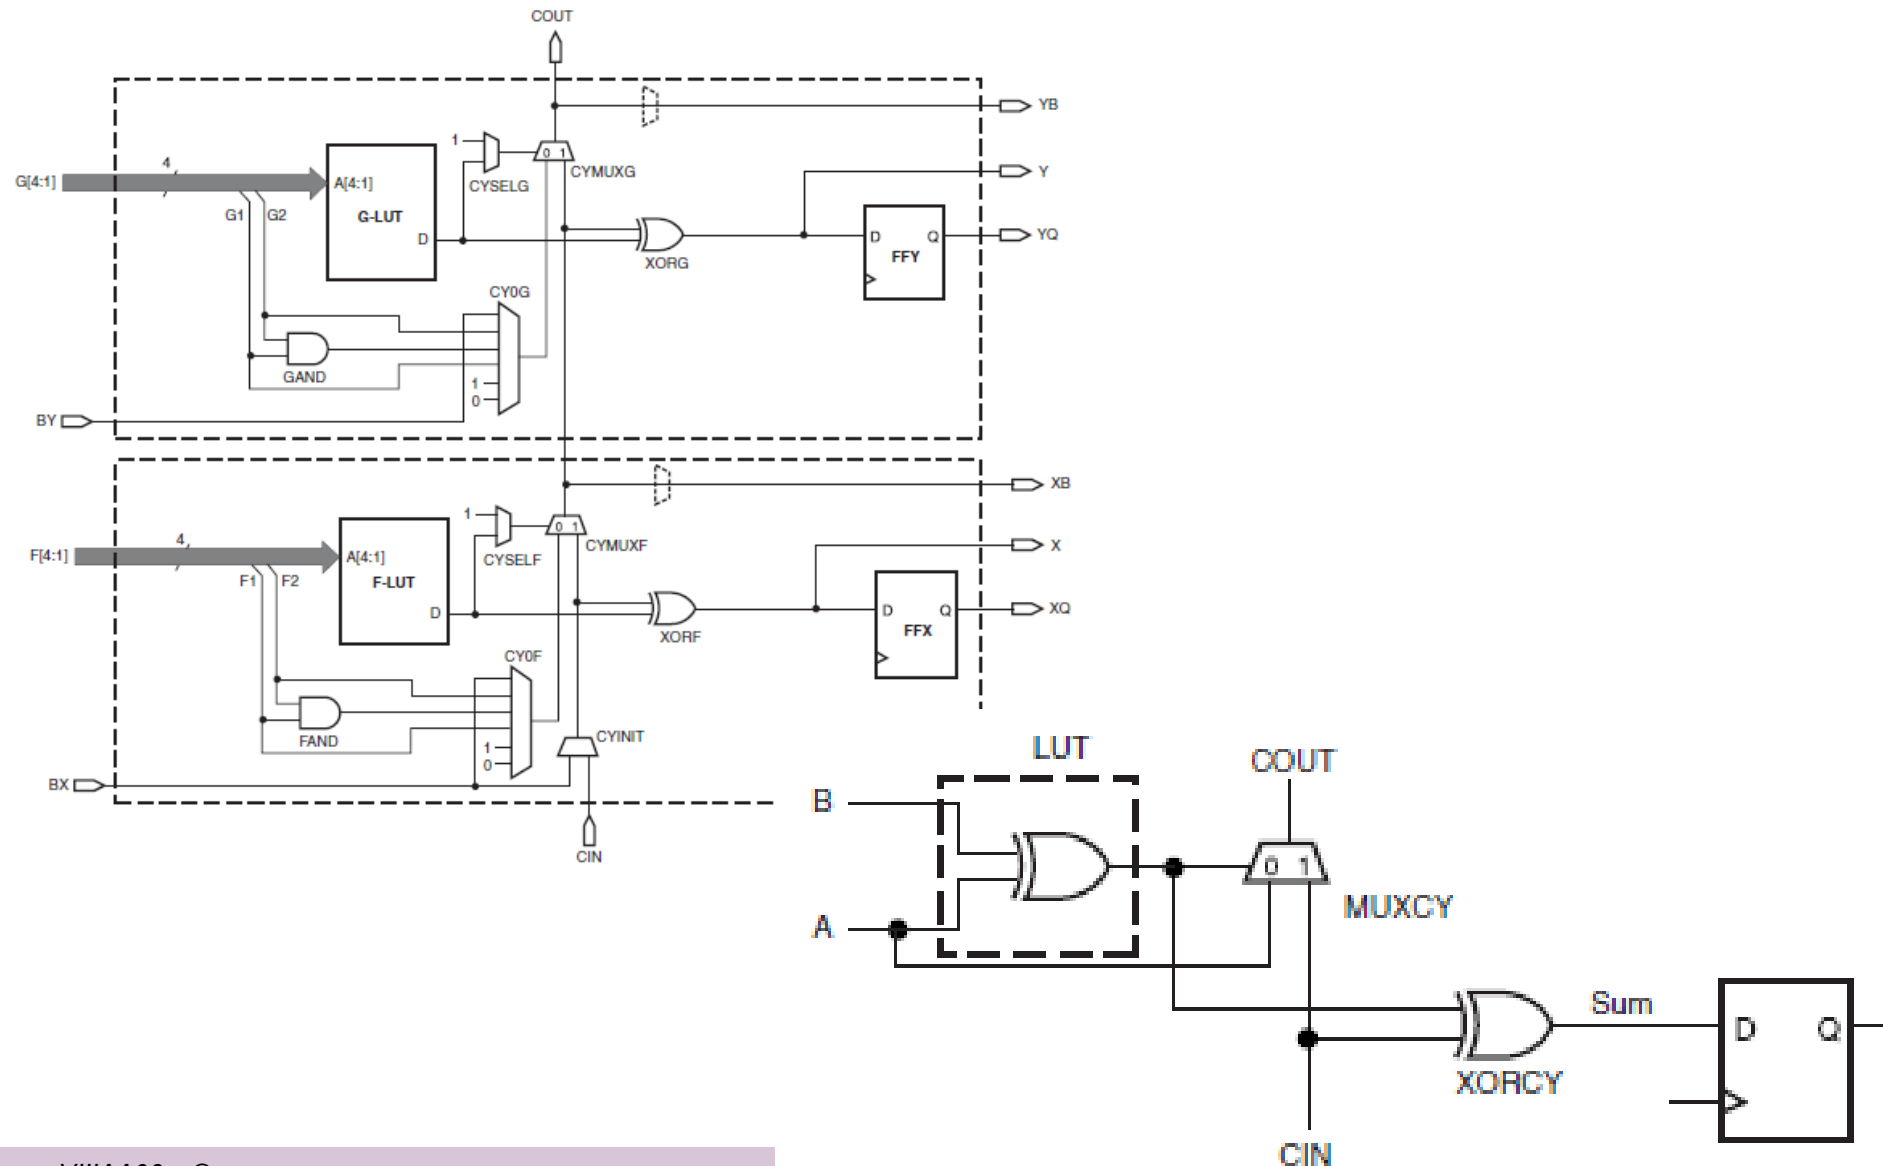 COUT
YB
1
0 1
CYMUXG
4
G[4:1]
A[4:1]
CYSELG
Y
G1
G2
G-LUT
D
XORG
D
Q
YQ
FFY
CY0G
GAND
1
0
BY
XB
1
0 1
CYMUXF
4
F[4:1]
A[4:1]
CYSELF
X
F1
F2
F-LUT
D
XORF
D
Q
XQ
FFX
CY0F
FAND
1
0
CYINIT
BX
CIN
LUT
COUT
B
0 1
MUXCY
A
Sum
D
Q
XORCY
CIN